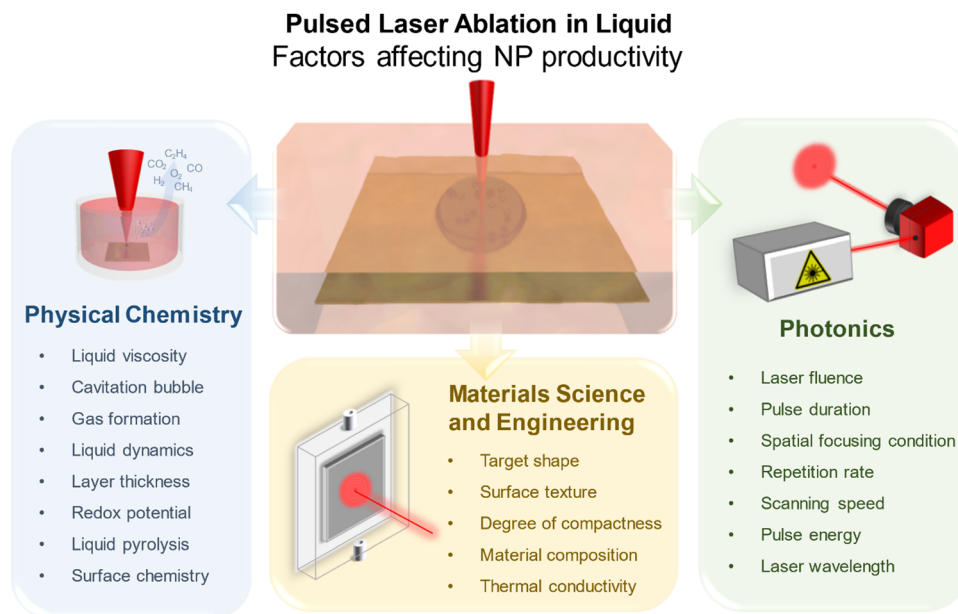 Pulsed Laser Ablation in Liquid
Factors affecting NP productivity
C₂H₄
CO₂
CO
O₂
H₂
CH₄
Physical Chemistry
• Liquid viscosity
• Cavitation bubble
• Gas formation
• Liquid dynamics
• Layer thickness
• Redox potential
• Liquid pyrolysis
• Surface chemistry
Materials Science
and Engineering
• Target shape
• Surface texture
• Degree of compactness
• Material composition
• Thermal conductivity
Photonics
• Laser fluence
• Pulse duration
• Spatial focusing condition
• Repetition rate
• Scanning speed
• Pulse energy
• Laser wavelength